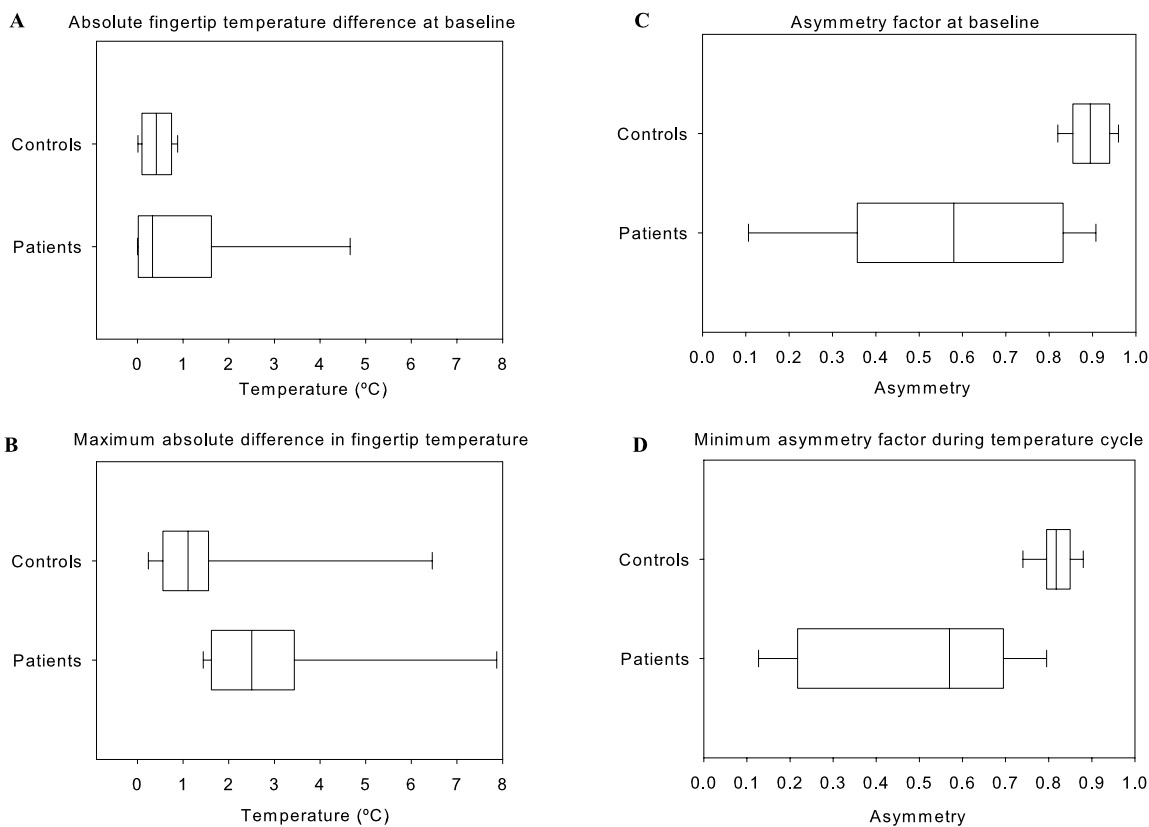 A
Absolute fingertip temperature difference at baseline
Controls
Patients
0 1 2 3 4 5 6 7 8
Temperature (ºC)
C
Asymmetry factor at baseline
Controls
Patients
0.0 0.1 0.2 0.3 0.4 0.5 0.6 0.7 0.8 0.9 1.0
Asymmetry
B
Maximum absolute difference in fingertip temperature
Controls
Patients
0 1 2 3 4 5 6 7 8
Temperature (ºC)
D
Minimum asymmetry factor during temperature cycle
Controls
Patients
0.0 0.1 0.2 0.3 0.4 0.5 0.6 0.7 0.8 0.9 1.0
Asymmetry